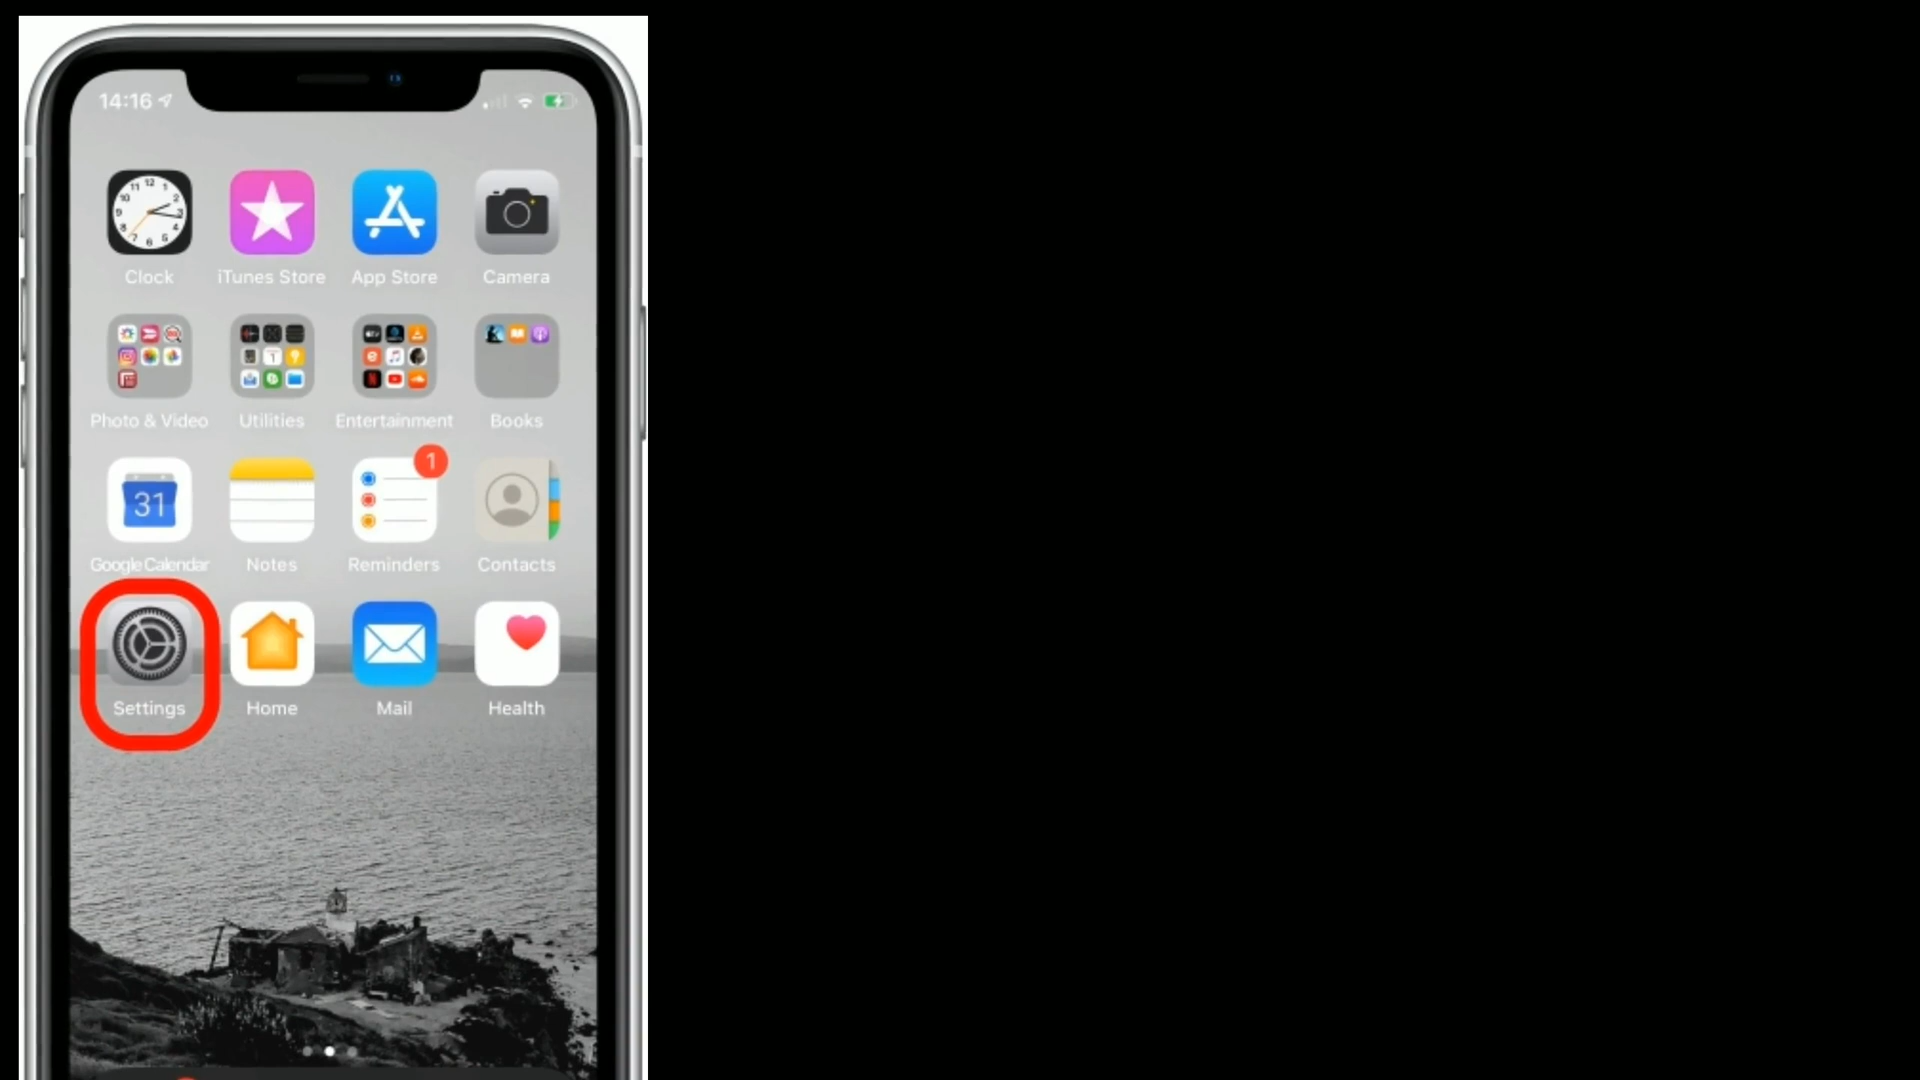 14:16
Clock iTunes Store App Store Camera
Photo & Video Utilities Entertainment Books
31
1
Google Calendar Notes Reminders Contacts
Settings Home Mail Health